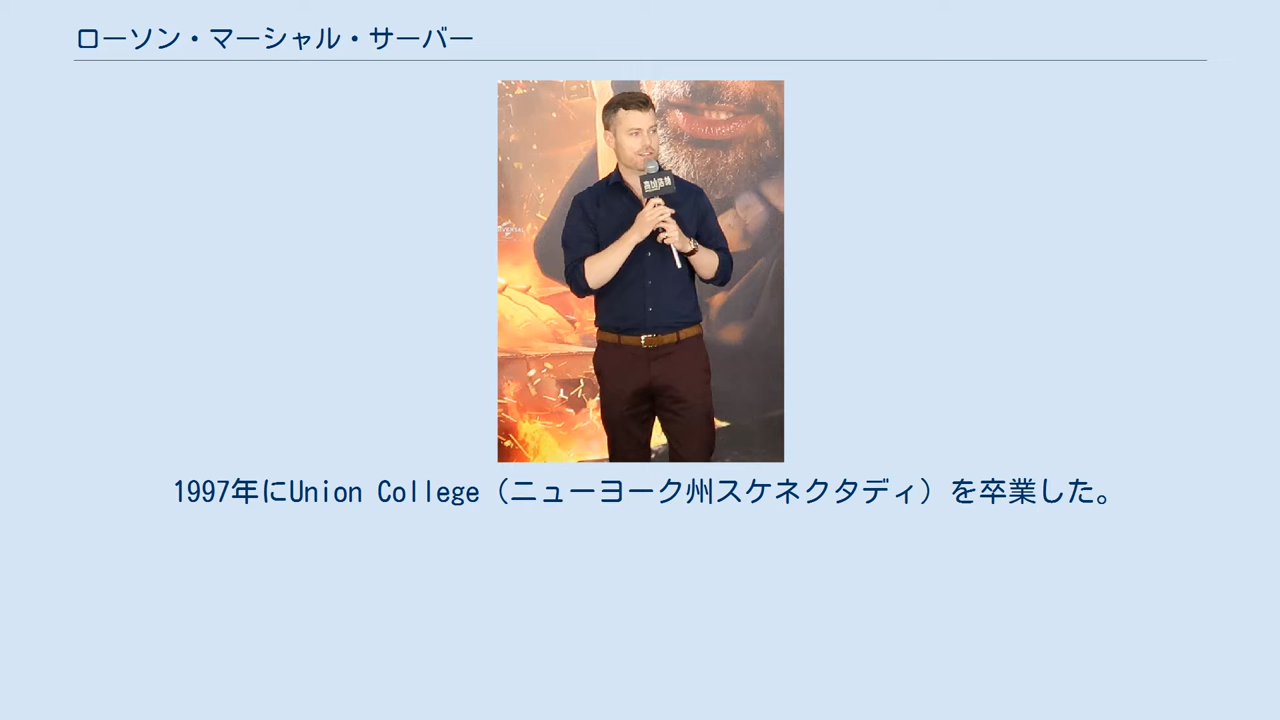 ローソン・マーシャル・サーバー
1997年にUnion College（ニューヨーク州スケネクタディ）を卒業した。